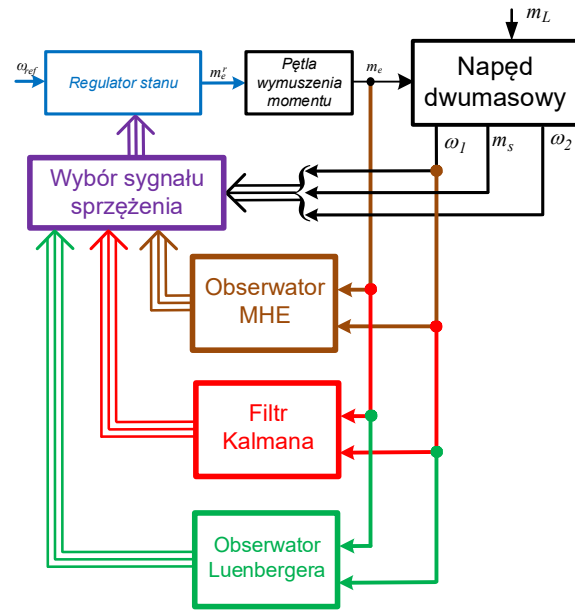 m_L
ω_ref
Regulator stanu
m_e^r
Pętla
wymuszenia
momentu
m_e
Napęd
dwumasowy
ω_1 m_s ω_2
Wybór sygnału
sprzężenia
Obserwator
MHE
Filtr
Kalmana
Obserwator
Luenbergera